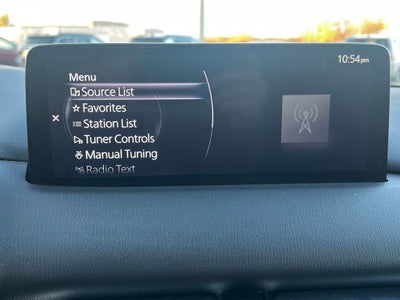 10:54pm
Menu
Source List
Favorites
Station List
Tuner Controls
Manual Tuning
Radio Text